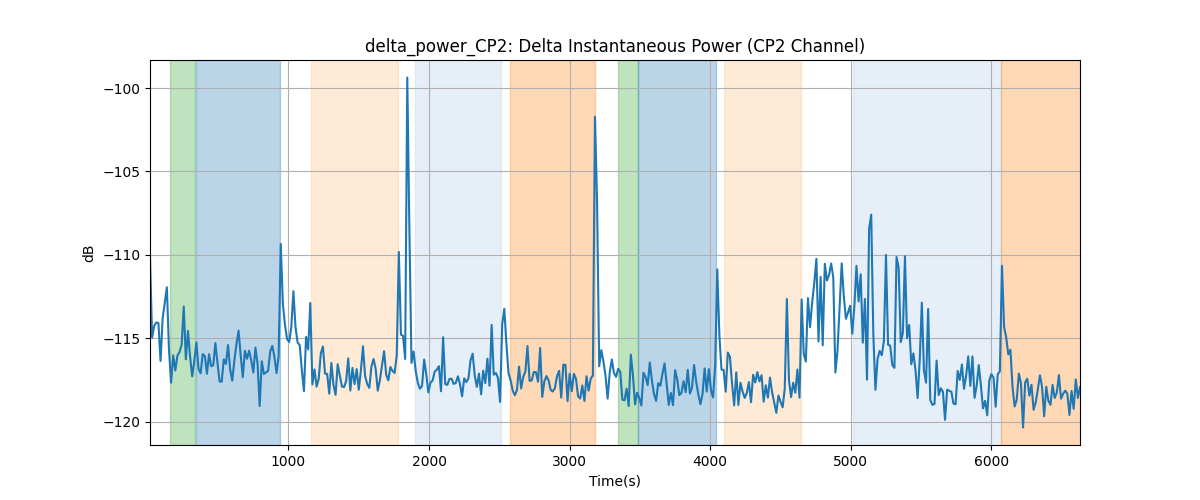 delta_power_CP2: Delta Instantaneous Power (CP2 Channel)
dB
−100
−105
−110
−115
−120
1000 2000 3000 4000 5000 6000
Time(s)